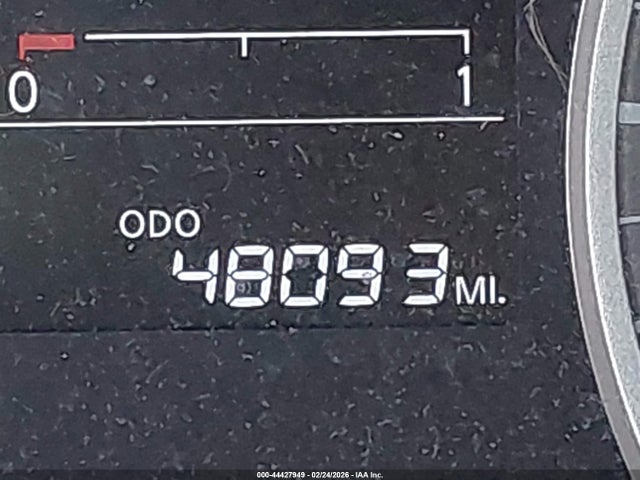 0 1
ODO
48093 MI.
000-44427949 - 02/24/2026 - IAA Inc.